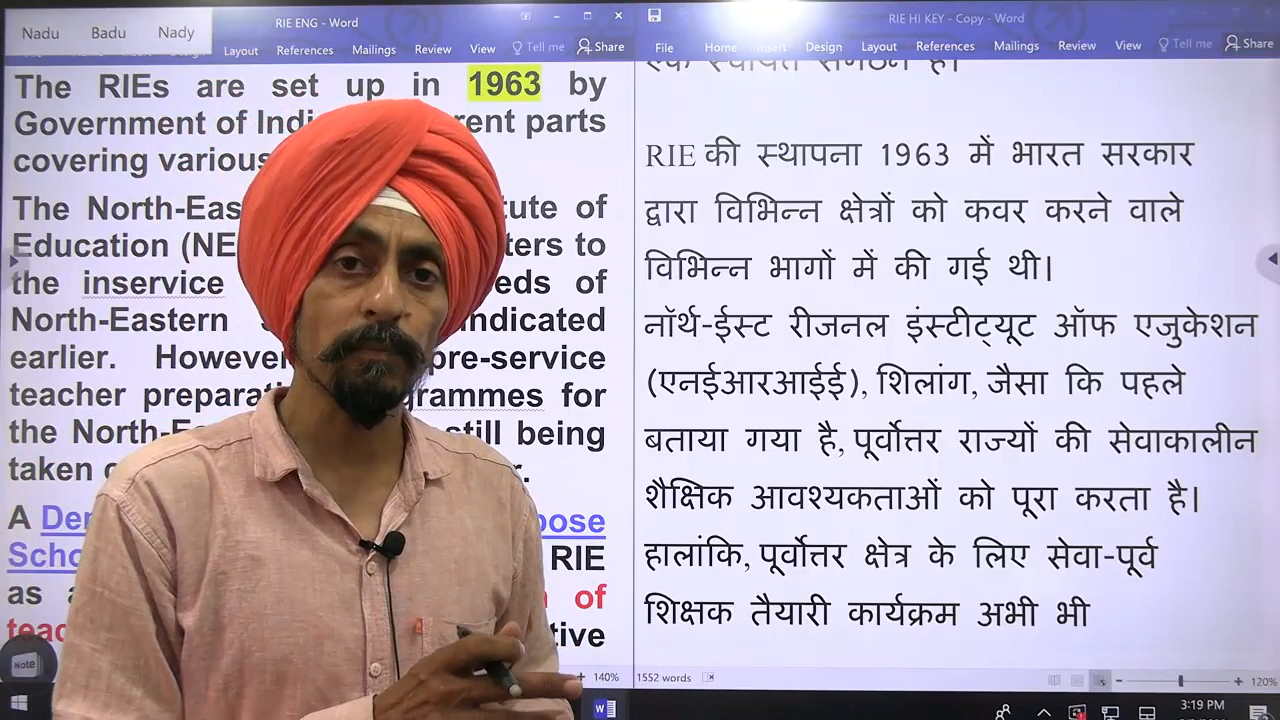 Nadu Badu Nady
RIE ENG - Word
Layout References Mailings Review View Tell me Share
The RIEs are set up in 1963 by
Government of rent parts
covering various
The North-Eas tute of
Education (NE ters to
the inservice eds of
North-Eastern indicated
earlier. However pre-service
teacher preparati grammes for
the North-E still being
taken
A pose
Scho RIE
as of
teac tive
Note
140%
RIE HI KEY - Copy - Word
File Home Insert Design Layout References Mailings Review View Tell me Share
RIE की स्थापना 1963 में भारत सरकार
द्वारा विभिन्न क्षेत्रों को कवर करने वाले
विभिन्न भागों में की गई थी।
नॉर्थ-ईस्ट रीजनल इंस्टीट्यूट ऑफ एजुकेशन
(एनईआरआईई), शिलांग, जैसा कि पहले
बताया गया है, पूर्वोत्तर राज्यों की सेवाकालीन
शैक्षिक आवश्यकताओं को पूरा करता है।
हालांकि, पूर्वोत्तर क्षेत्र के लिए सेवा-पूर्व
शिक्षक तैयारी कार्यक्रम अभी भी
1552 words 120%
3:19 PM